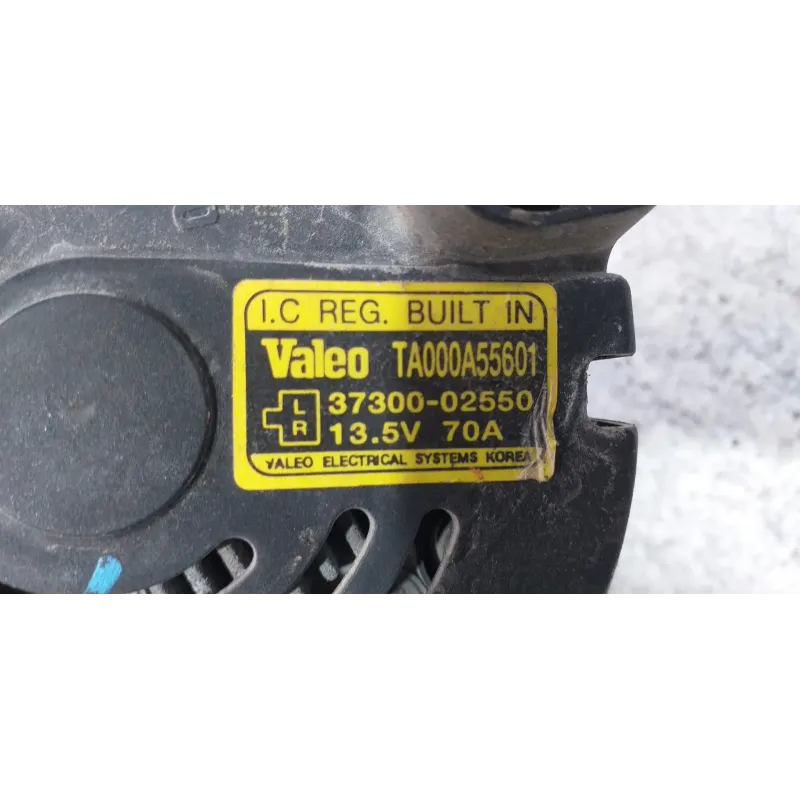 I.C REG. BUILT IN
Valeo TA000A55601
L 37300-02550
R 13.5V 70A
VALEO ELECTRICAL SYSTEMS KOREA